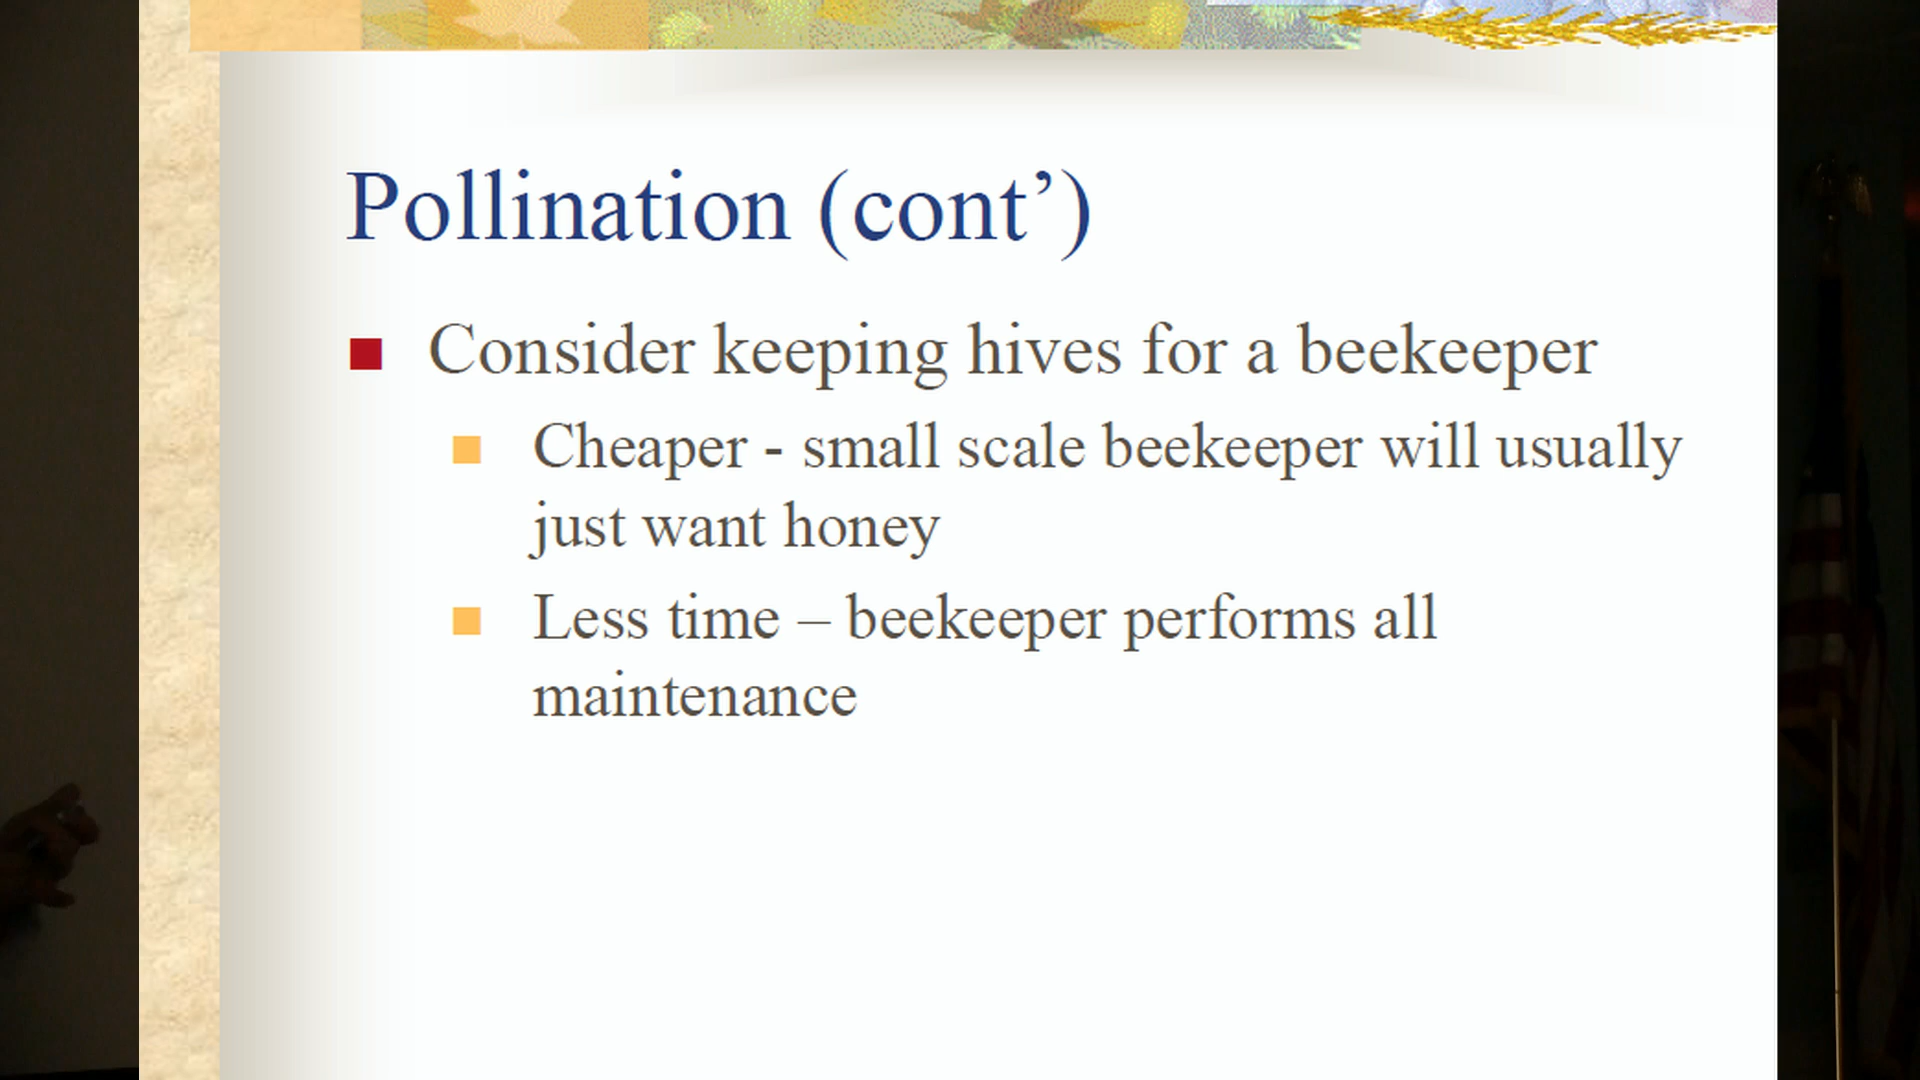 Pollination (cont’)
Consider keeping hives for a beekeeper
Cheaper - small scale beekeeper will usually
just want honey
Less time – beekeeper performs all
maintenance